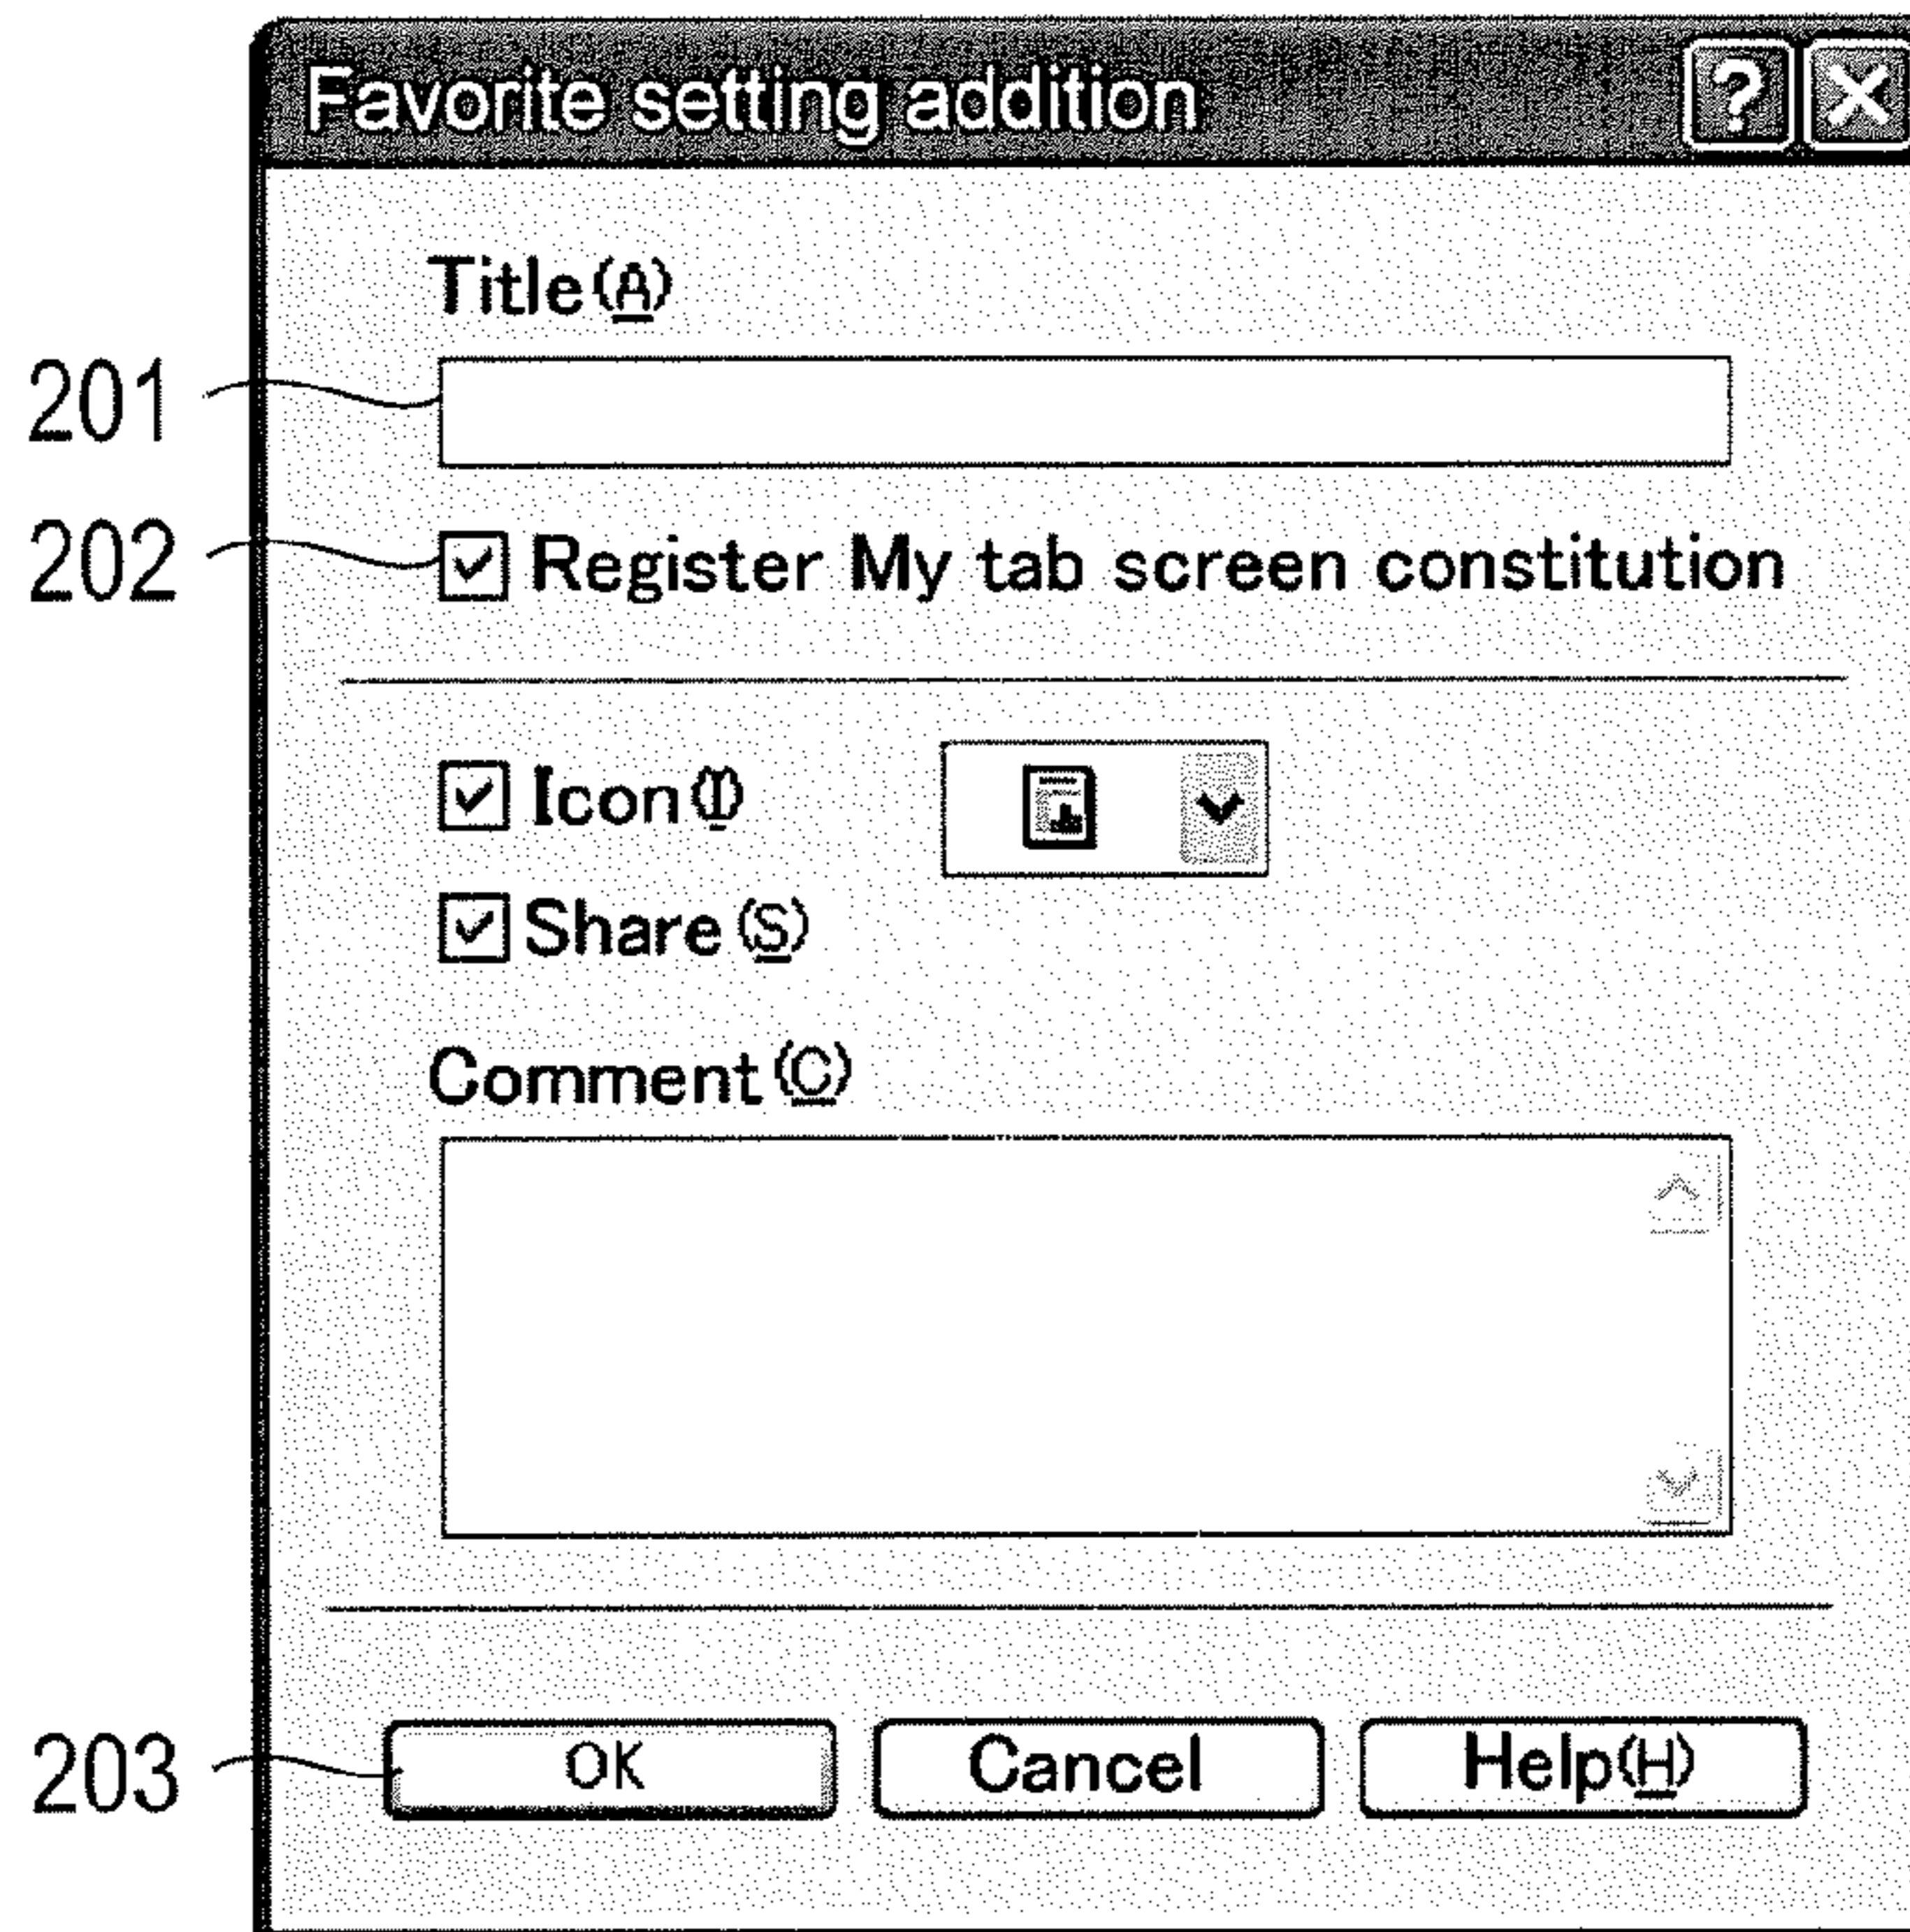 Favorite setting addition ? ×
Title(A)
201
202 Register My tab screen constitution
Icon(I)
Share(S)
Comment(C)
203 OK Cancel Help(H)